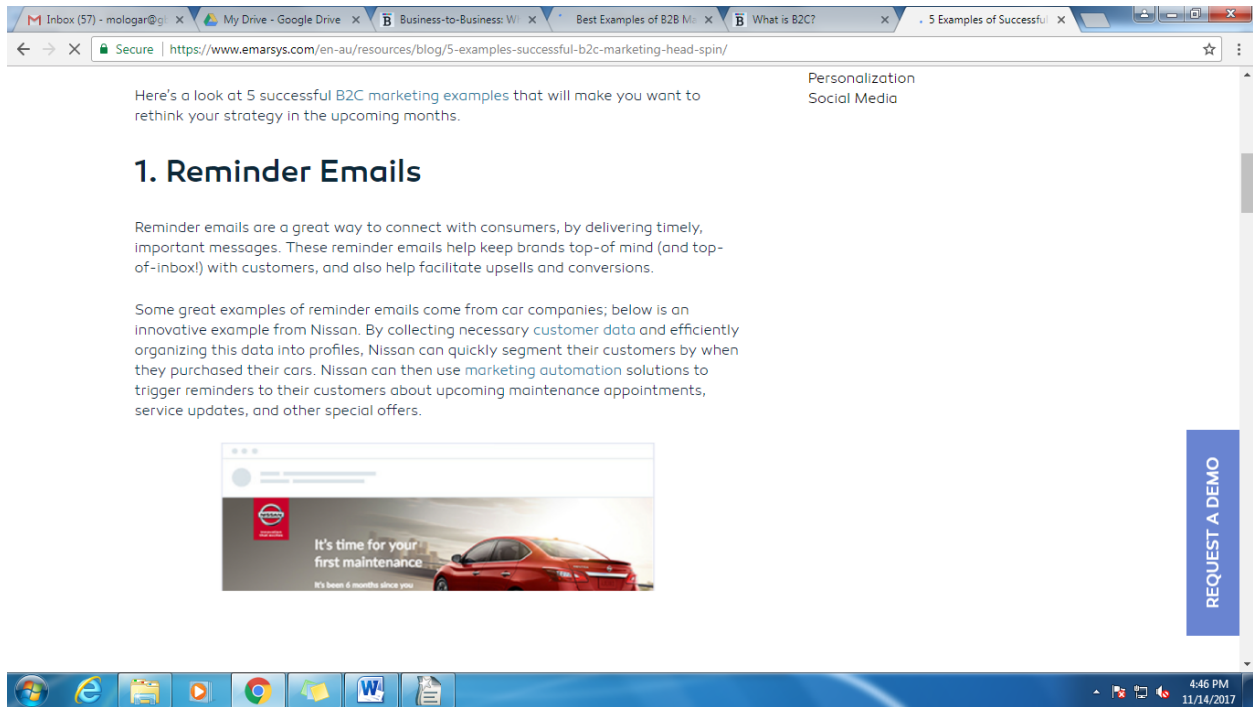 Inbox (57) - mologar@gi
My Drive - Google Drive
Business-to-Business: W
Best Examples of B2B Ma
What is B2C?
5 Examples of Successful
Secure | https://www.emarsys.com/en-au/resources/blog/5-examples-successful-b2c-marketing-head-spin/
Personalization
Social Media
Here's a look at 5 successful B2C marketing examples that will make you want to
rethink your strategy in the upcoming months.
1. Reminder Emails
Reminder emails are a great way to connect with consumers, by delivering timely,
important messages. These reminder emails help keep brands top-of mind (and top-
of-inbox!) with customers, and also help facilitate upsells and conversions.
Some great examples of reminder emails come from car companies; below is an
innovative example from Nissan. By collecting necessary customer data and efficiently
organizing this data into profiles, Nissan can quickly segment their customers by when
they purchased their cars. Nissan can then use marketing automation solutions to
trigger reminders to their customers about upcoming maintenance appointments,
service updates, and other special offers.
NISSAN
It's time for your
first maintenance
It's been 6 months since you
REQUEST A DEMO
4:46 PM
11/14/2017